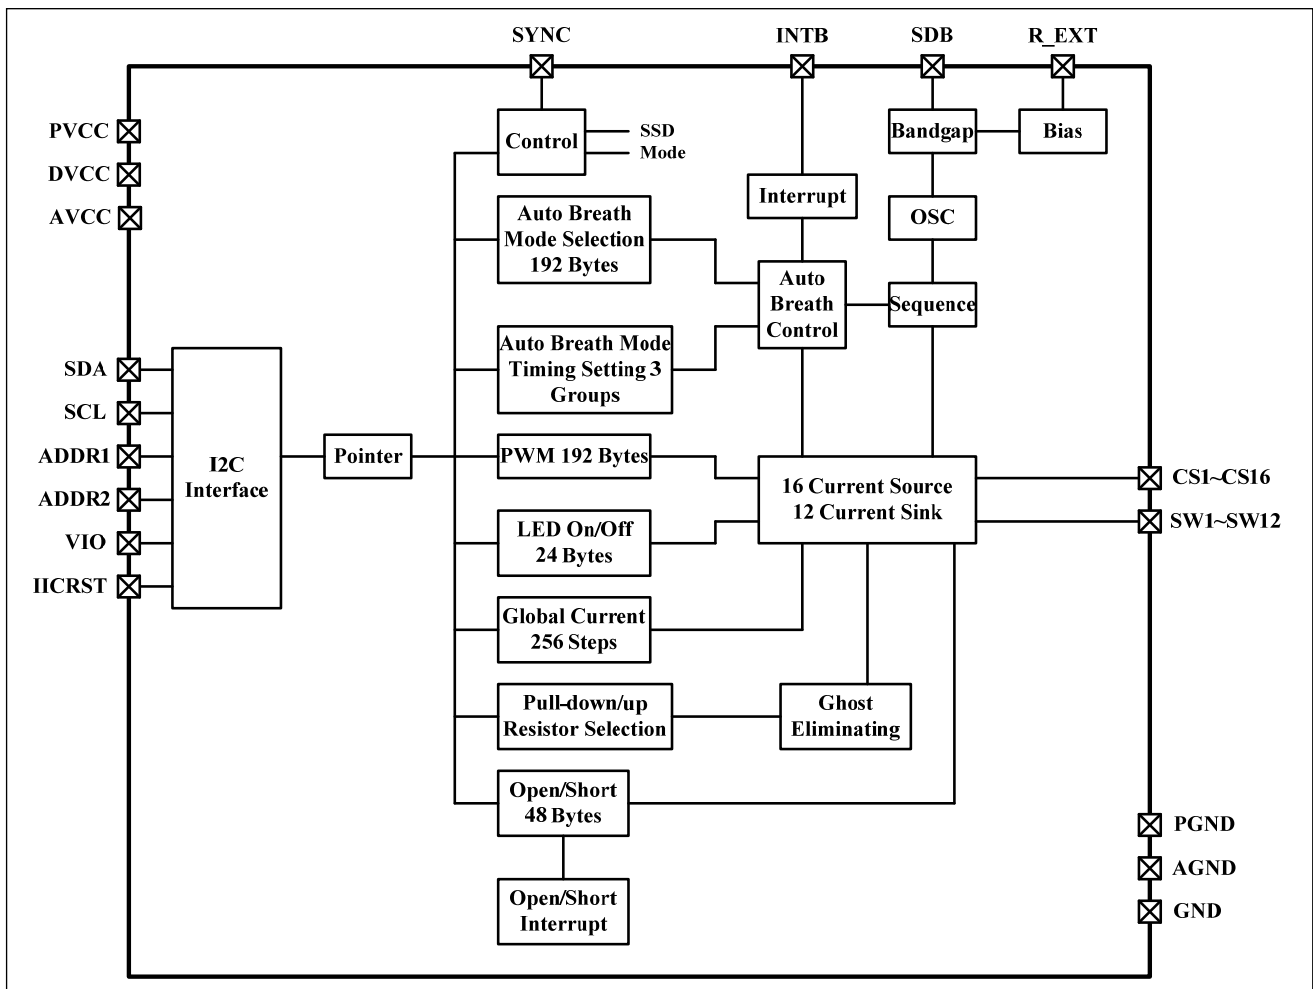 SYNC
INTB
SDB
R_EXT
PVCC
DVCC
AVCC
SDA
SCL
ADDR1
ADDR2
VIO
IICRST
I2C
Interface
Pointer
Control
SSD
Mode
Auto Breath
Mode Selection
192 Bytes
Auto Breath Mode
Timing Setting 3
Groups
PWM 192 Bytes
LED On/Off
24 Bytes
Global Current
256 Steps
Pull-down/up
Resistor Selection
Open/Short
48 Bytes
Open/Short
Interrupt
Interrupt
Auto
Breath
Control
Bandgap
Bias
OSC
Sequence
16 Current Source
12 Current Sink
Ghost
Eliminating
CS1~CS16
SW1~SW12
PGND
AGND
GND